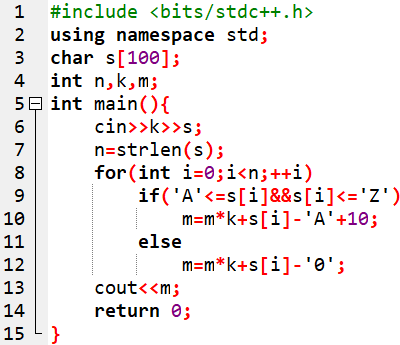 1 #include <bits/stdc++.h>
2 using namespace std;
3 char s[100];
4 int n,k,m;
5 int main(){
6     cin>>k>>s;
7     n=strlen(s);
8     for(int i=0;i<n;++i)
9         if('A'<=s[i]&&s[i]<='Z')
10             m=m*k+s[i]-'A'+10;
11         else
12             m=m*k+s[i]-'0';
13     cout<<m;
14     return 0;
15 }